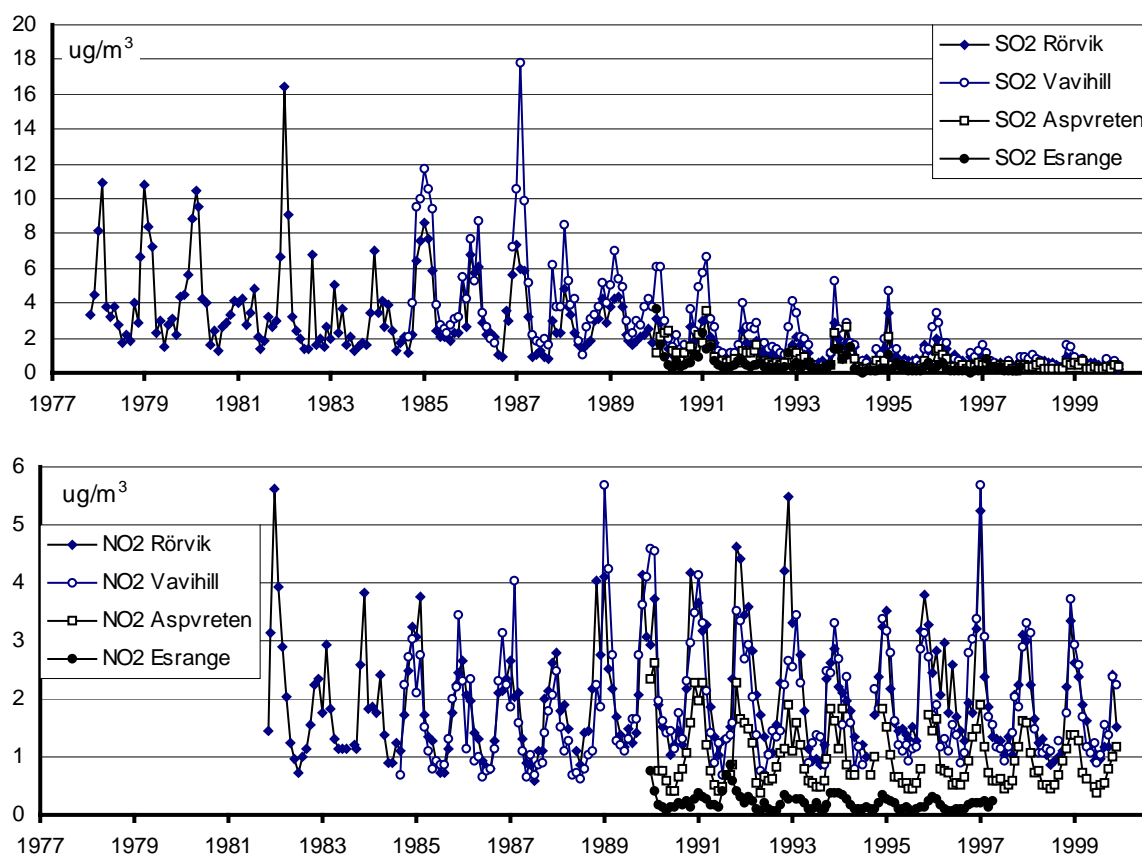 20
18
16
14
12
10
8
6
4
2
0
ug/m³
SO2 Rörvik
SO2 Vavihill
SO2 Aspvreten
SO2 Esrange
1977 1979 1981 1983 1985 1987 1989 1991 1993 1995 1997 1999
6
5
4
3
2
1
0
ug/m³
NO2 Rörvik
NO2 Vavihill
NO2 Aspvreten
NO2 Esrange
1977 1979 1981 1983 1985 1987 1989 1991 1993 1995 1997 1999